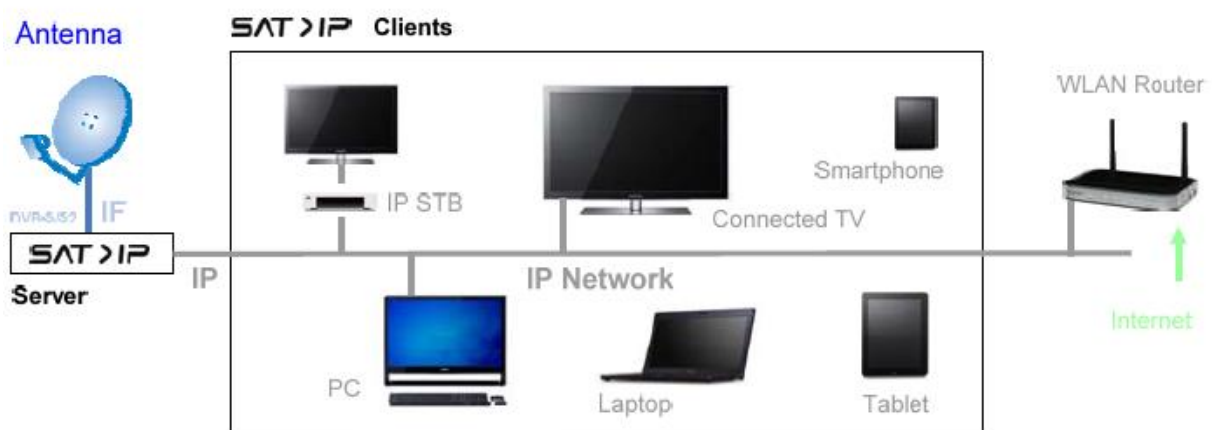 Antenna
SAT>IP Clients
WLAN Router
Smartphone
IP STB
Connected TV
IF
SAT>IP
IP
IP Network
Server
Internet
PC
Laptop
Tablet